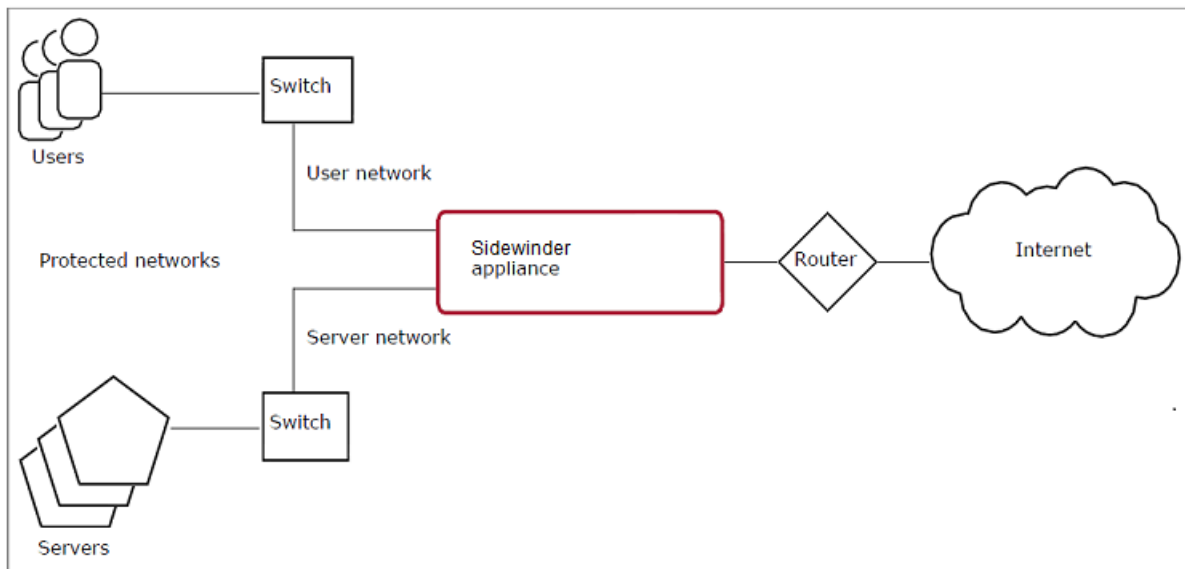 Switch
Users
User network
Sidewinder
appliance
Protected networks
Router
Internet
Server network
Switch
Servers